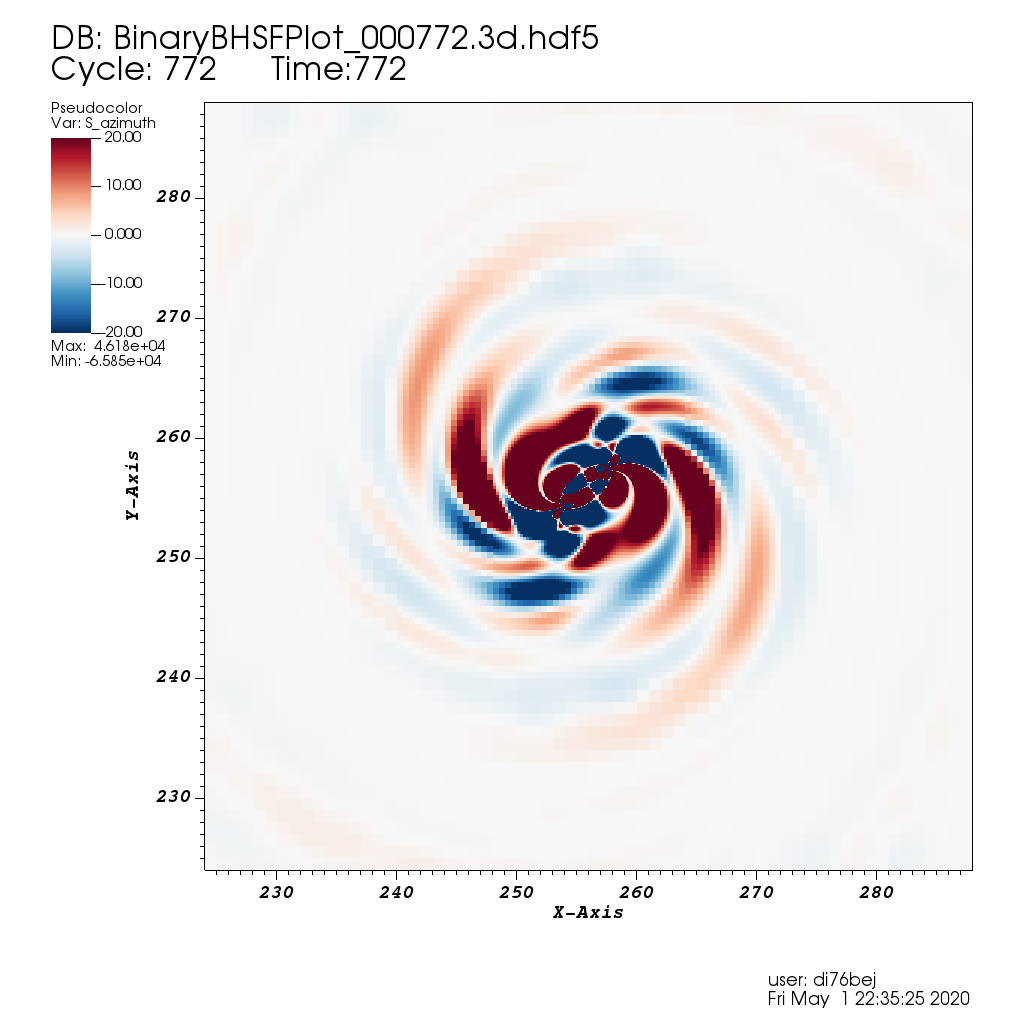 DB: BinaryBHSFPlot_000772.3d.hdf5
Cycle: 772 Time:772
Pseudocolor
Var: S_azimuth
20.00
10.00
0.000
-10.00
-20.00
Max: 4.618e+04
Min: -6.585e+04
280
270
260
250
240
230
Y-Axis
230 240 250 260 270 280
X-Axis
user: di76bej
Fri May 1 22:35:25 2020